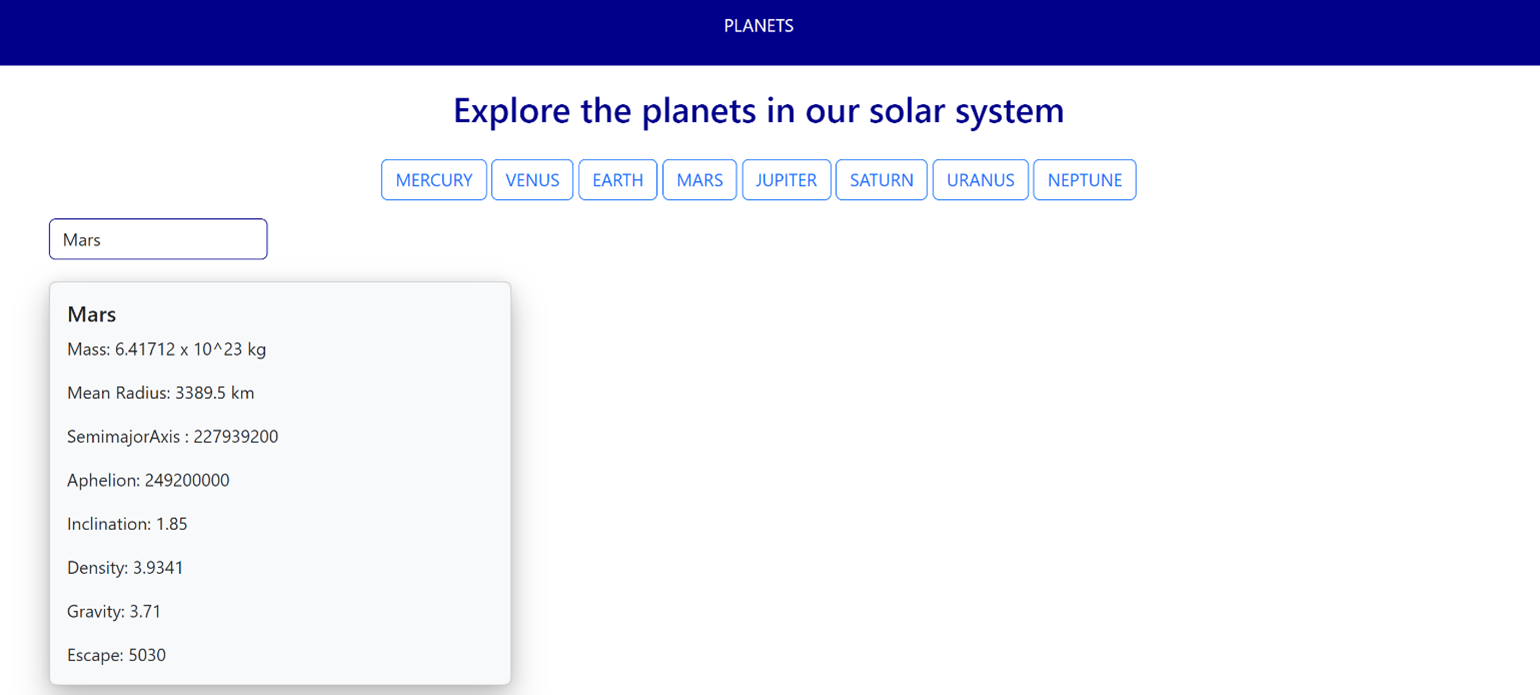 PLANETS
Explore the planets in our solar system
MERCURY VENUS EARTH MARS JUPITER SATURN URANUS NEPTUNE
Mars
Mars
Mass: 6.41712 x 10^23 kg
Mean Radius: 3389.5 km
SemimajorAxis : 227939200
Aphelion: 249200000
Inclination: 1.85
Density: 3.9341
Gravity: 3.71
Escape: 5030